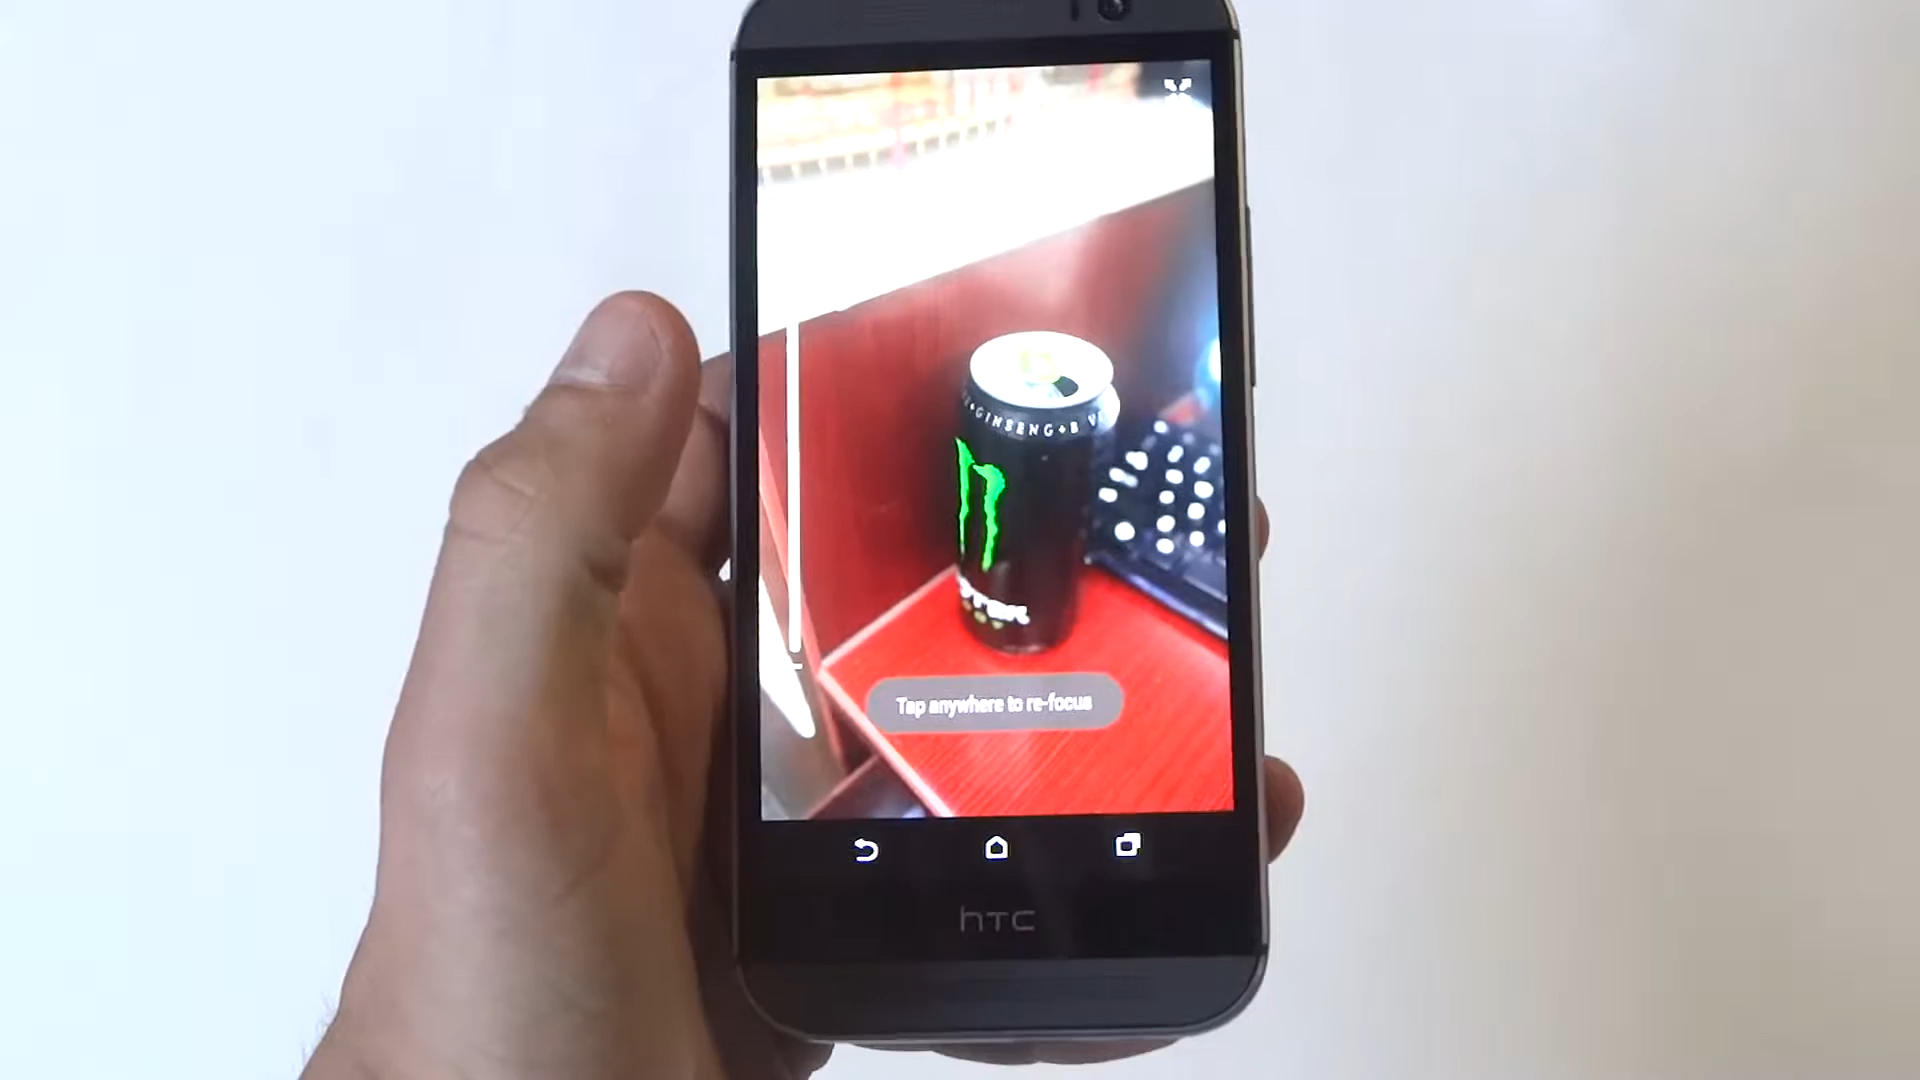 +GINSENG+B V
Tap anywhere to re-focus
hTC